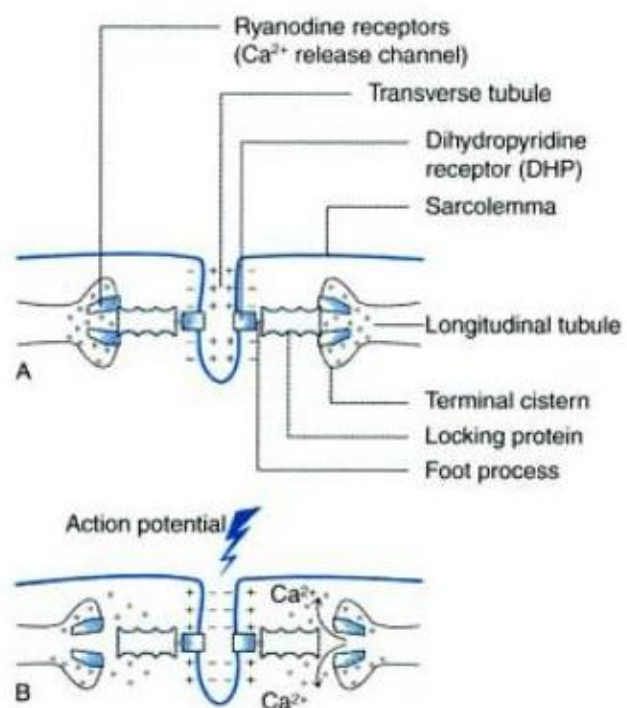 Ryanodine receptors
(Ca²⁺ release channel)
Transverse tubule
Dihydropyridine
receptor (DHP)
Sarcolemma
Longitudinal tubule
A
Terminal cistern
Locking protein
Foot process
Action potential
Ca²⁺
B
Ca²⁺